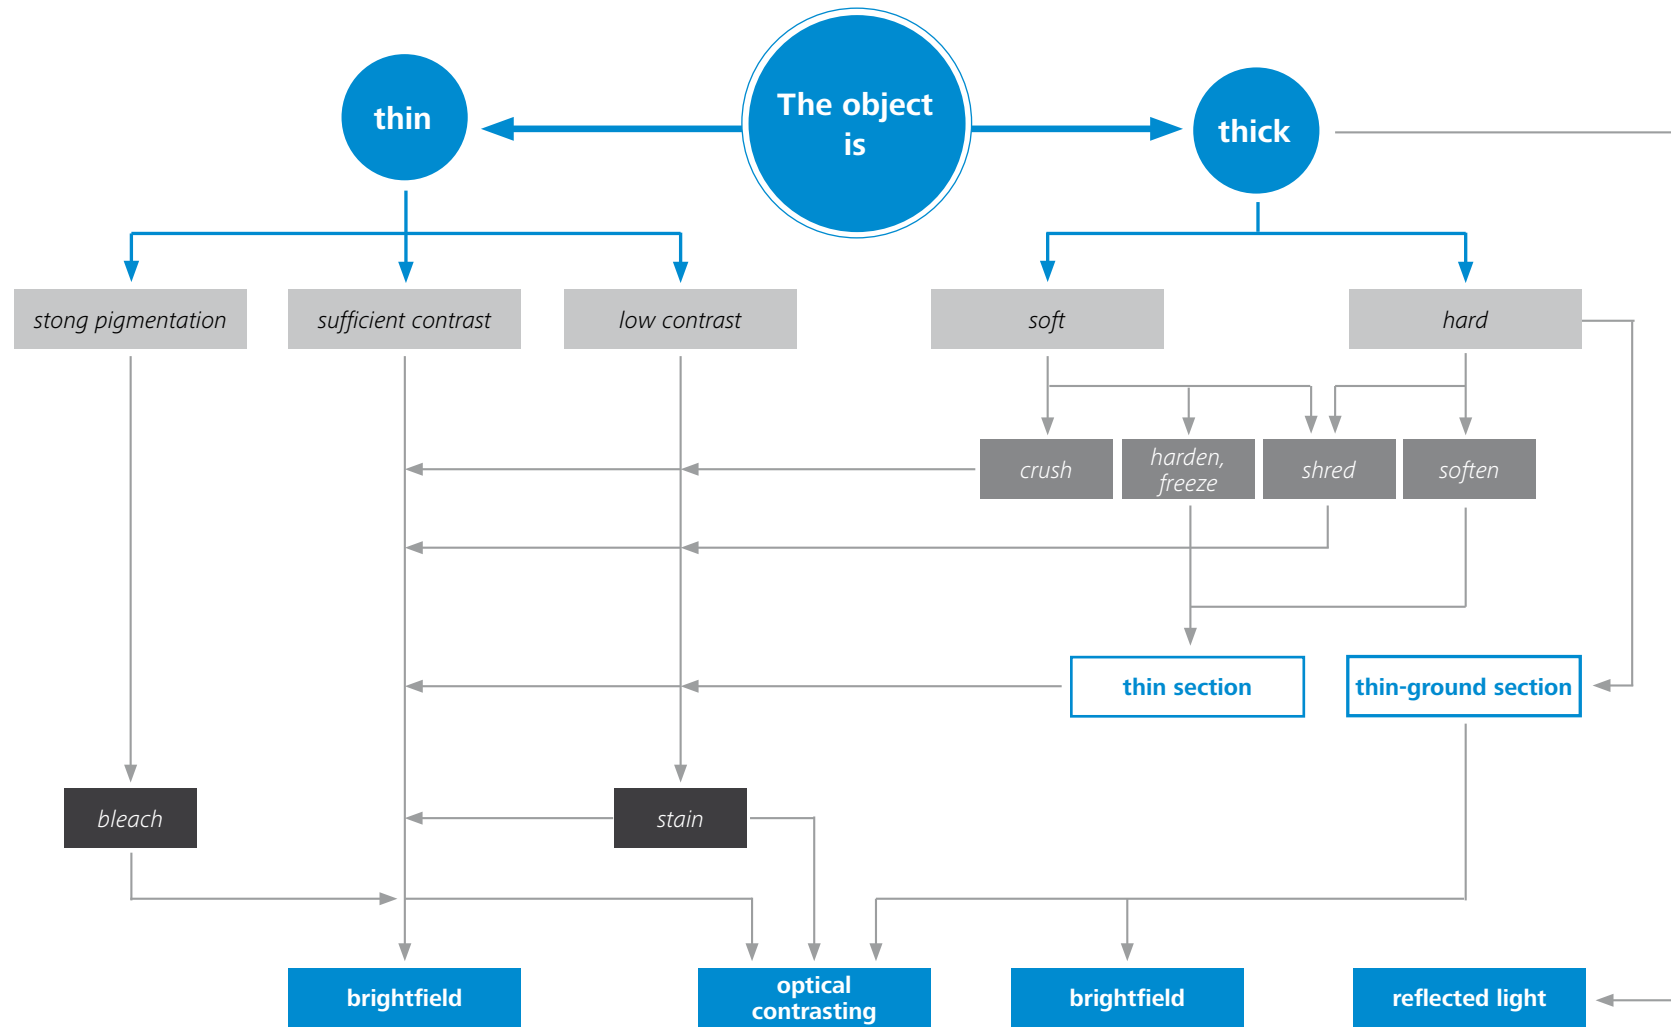 The object
is
thin
thick
stong pigmentation
sufficient contrast
low contrast
soft
hard
crush
harden,
freeze
shred
soften
thin section
thin-ground section
bleach
stain
brightfield
optical
contrasting
brightfield
reflected light